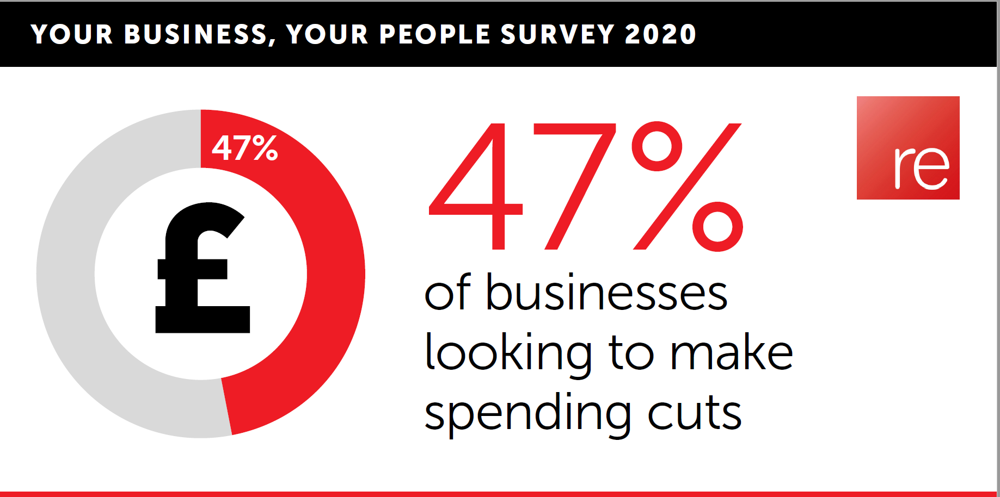 YOUR BUSINESS, YOUR PEOPLE SURVEY 2020
47%
£
47%
of businesses
looking to make
spending cuts
re